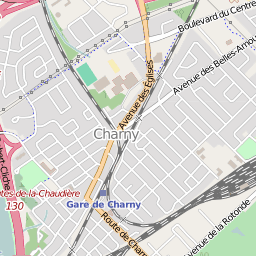 Boulevard du Centre
Avenue des Belles-Amou
Avenue des Églises
Charny
tes-de-la-Chaudière
130
Gare de Charny
Route de Cha
Avenue de la Rotonde